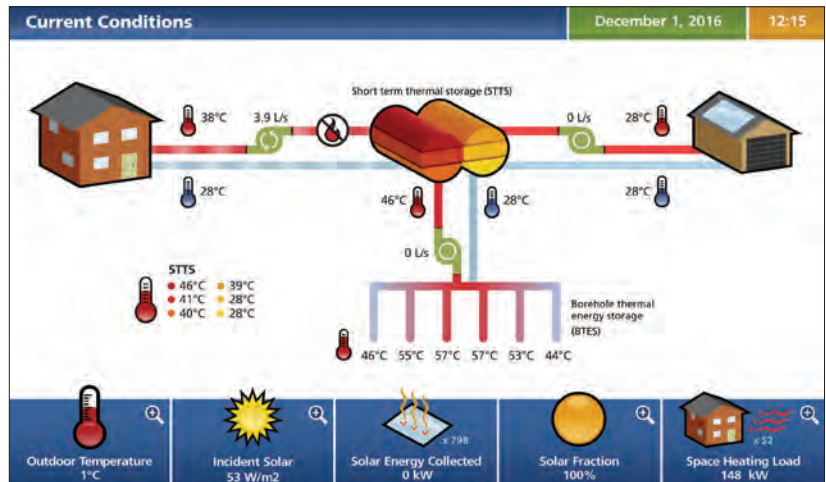 Current Conditions
December 1, 2016
12:15
Short term thermal storage (STTS)
38°C
3.9 L/s
0 L/s
28°C
28°C
46°C
28°C
28°C
0 L/s
STTS
46°C 39°C
41°C 28°C
40°C 28°C
Borehole thermal
energy storage
(BTES)
46°C 55°C 57°C 57°C 53°C 44°C
x 798
x 52
Outdoor Temperature
1°C
Incident Solar
53 W/m2
Solar Energy Collected
0 kW
Solar Fraction
100%
Space Heating Load
148 kW